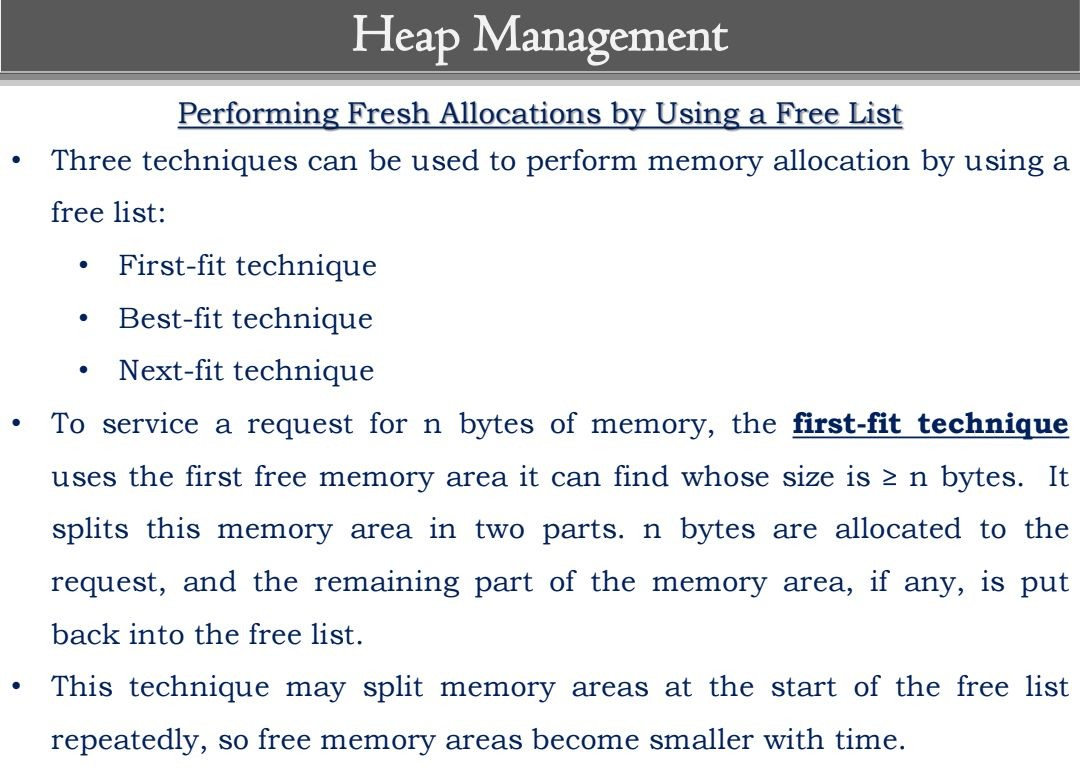 Heap Management
Performing Fresh Allocations by Using a Free List
• Three techniques can be used to perform memory allocation by using a
free list:
• First-fit technique
• Best-fit technique
• Next-fit technique
• To service a request for n bytes of memory, the first-fit technique
uses the first free memory area it can find whose size is ≥ n bytes. It
splits this memory area in two parts. n bytes are allocated to the
request, and the remaining part of the memory area, if any, is put
back into the free list.
• This technique may split memory areas at the start of the free list
repeatedly, so free memory areas become smaller with time.